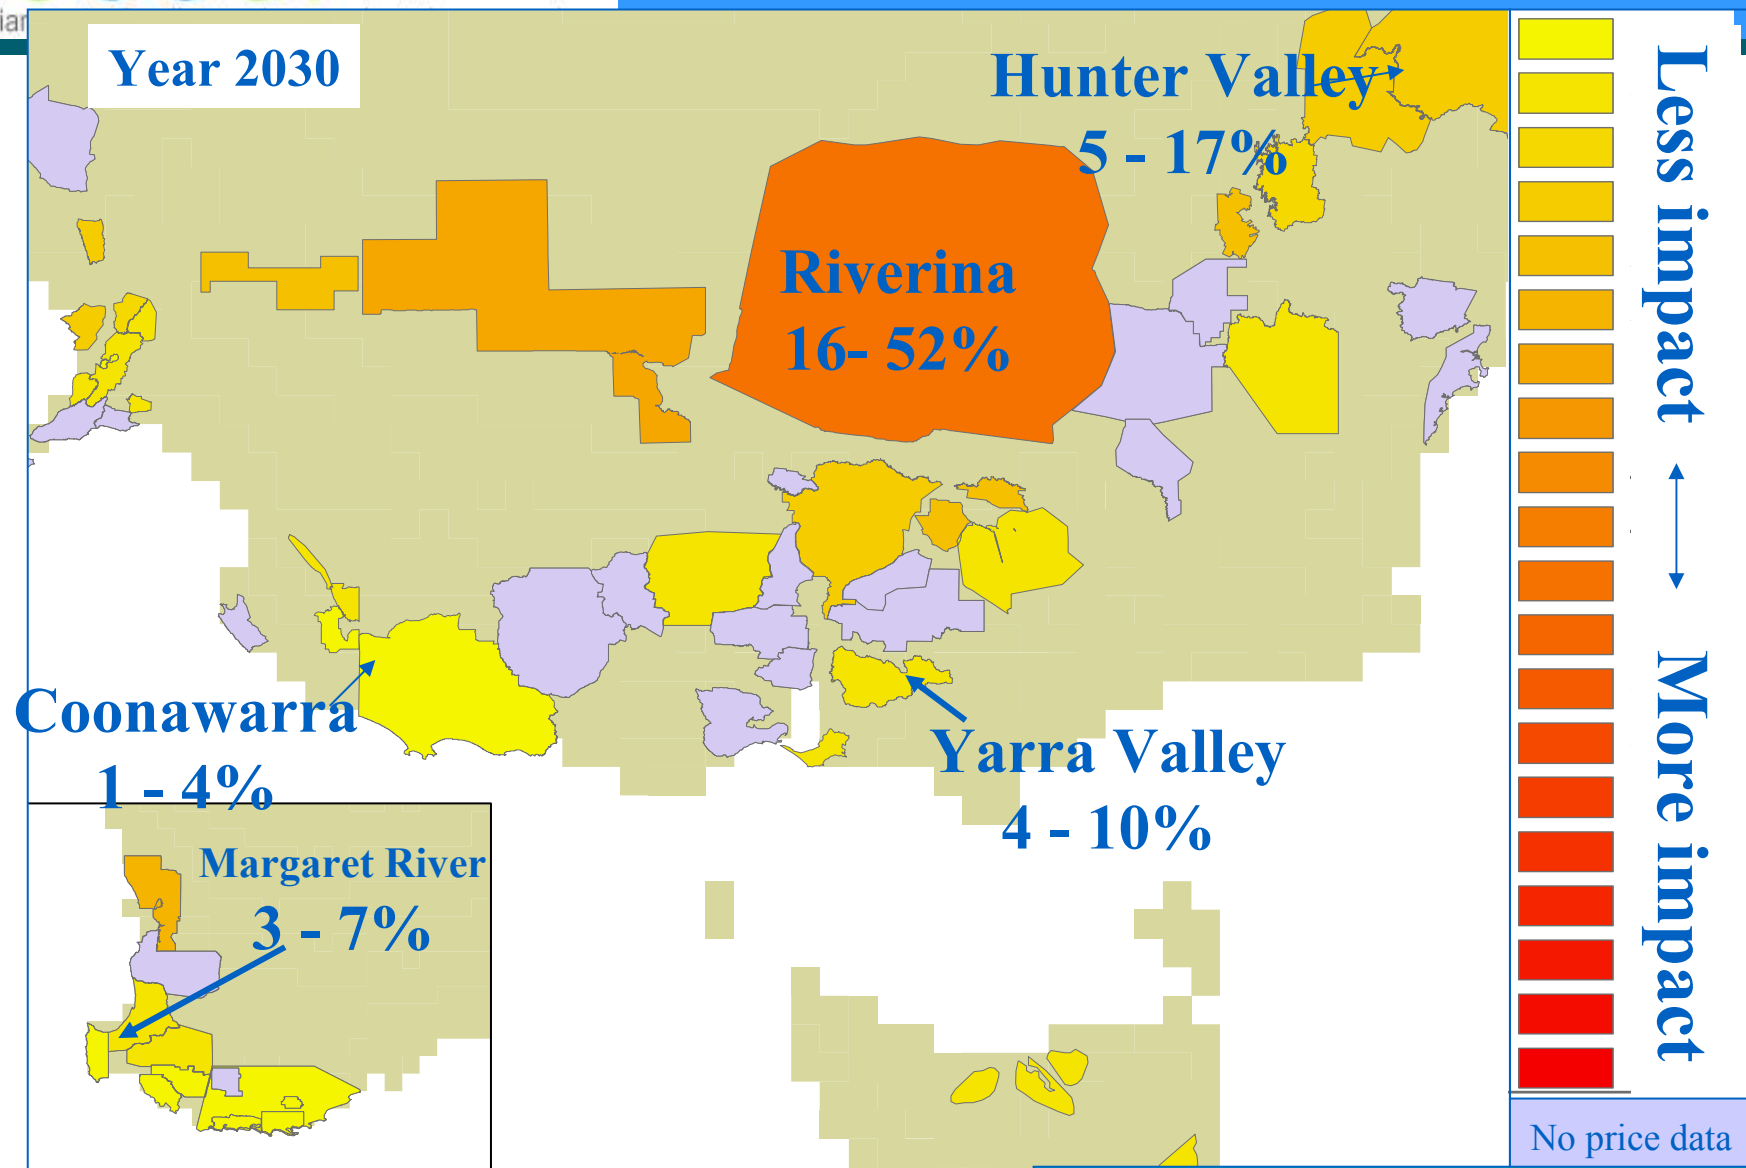 Year 2030
Hunter Valley
5 - 17%
Riverina
16- 52%
Coonawarra
1 - 4%
Yarra Valley
4 - 10%
Margaret River
3 - 7%
Less impact
More impact
No price data